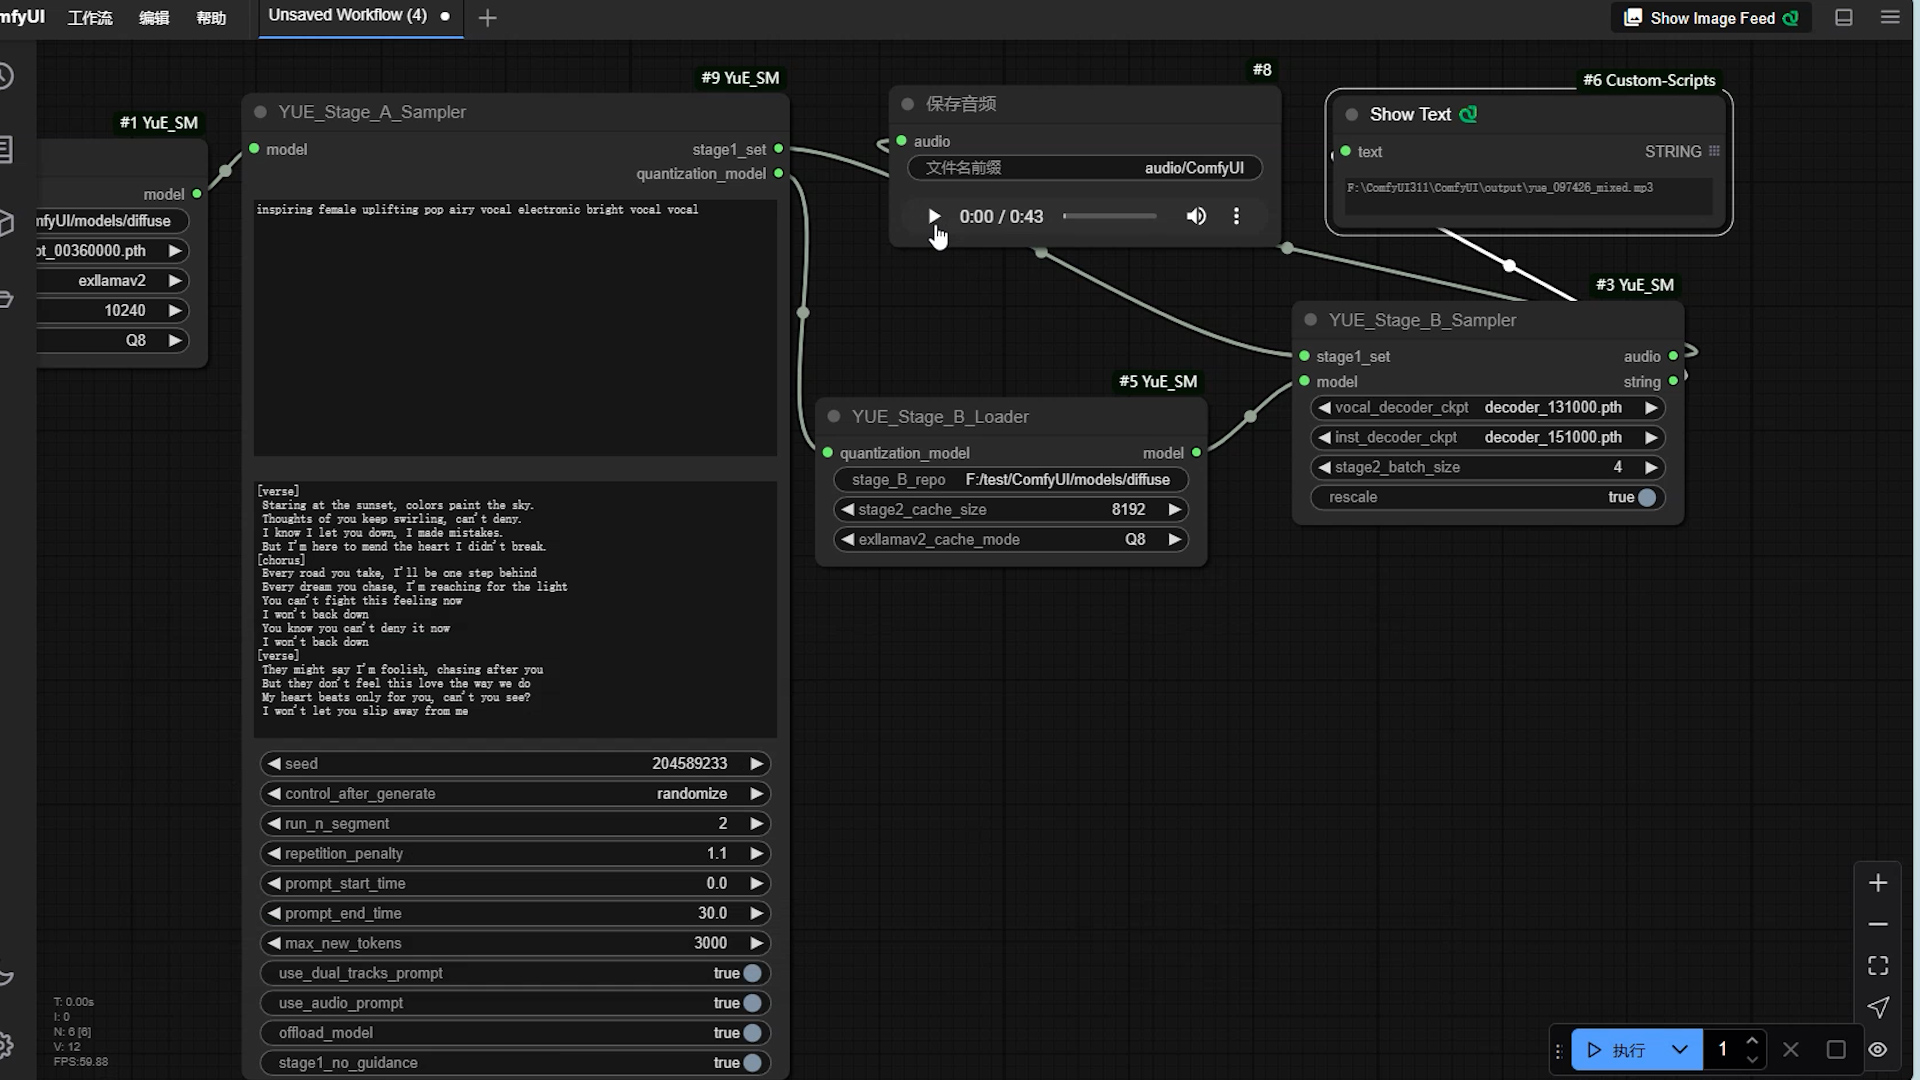 mfyUI
工作流
编辑
帮助
Unsaved Workflow (4)
Show Image Feed
#1 YuE_SM
model
mfyUI/models/diffuse
pt_00360000.pth
exllamav2
10240
Q8
#9 YuE_SM
YUE_Stage_A_Sampler
model
stage1_set
quantization_model
inspiring female uplifting pop airy vocal electronic bright vocal vocal
[verse]
Staring at the sunset, colors paint the sky.
Thoughts of you keep swirling, can't deny.
I know I let you down, I made mistakes.
But I'm here to mend the heart I didn't break.
[chorus]
Every road you take, I'll be one step behind
Every dream you chase, I'm reaching for the light
You can't fight this feeling now
I won't back down
You know you can't deny it now
I won't back down
[verse]
They might say I'm foolish, chasing after you
But they don't feel this love the way we do
My heart beats only for you, can't you see?
I won't let you slip away from me
seed 204589233
control_after_generate randomize
run_n_segment 2
repetition_penalty 1.1
prompt_start_time 0.0
prompt_end_time 30.0
max_new_tokens 3000
use_dual_tracks_prompt true
use_audio_prompt true
offload_model true
stage1_no_guidance true
#8
保存音频
audio
文件名前缀 audio/ComfyUI
0:00 / 0:43
#6 Custom-Scripts
Show Text
text STRING
F:\ComfyUI311\ComfyUI\output\yue_097426_mixed.mp3
#5 YuE_SM
YUE_Stage_B_Loader
quantization_model model
stage_B_repo F:/test/ComfyUI/models/diffuse
stage2_cache_size 8192
exllamav2_cache_mode Q8
#3 YuE_SM
YUE_Stage_B_Sampler
stage1_set audio
model string
vocal_decoder_ckpt decoder_131000.pth
inst_decoder_ckpt decoder_151000.pth
stage2_batch_size 4
rescale true
T: 0.00s
I: 0
N: 6 [6]
V: 12
FPS:59.88
执行
1